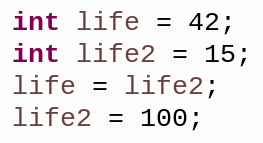 int life = 42;
int life2 = 15;
life = life2;
life2 = 100;